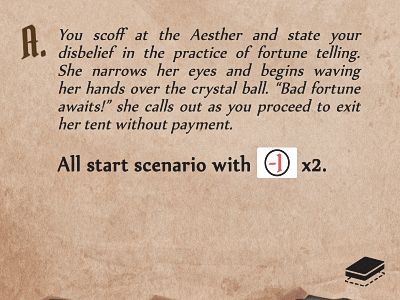 A.
You scoff at the Aesther and state your
disbelief in the practice of fortune telling.
She narrows her eyes and begins waving
her hands over the crystal ball. “Bad fortune
awaits!” she calls out as you proceed to exit
her tent without payment.
All start scenario with -1 x2.